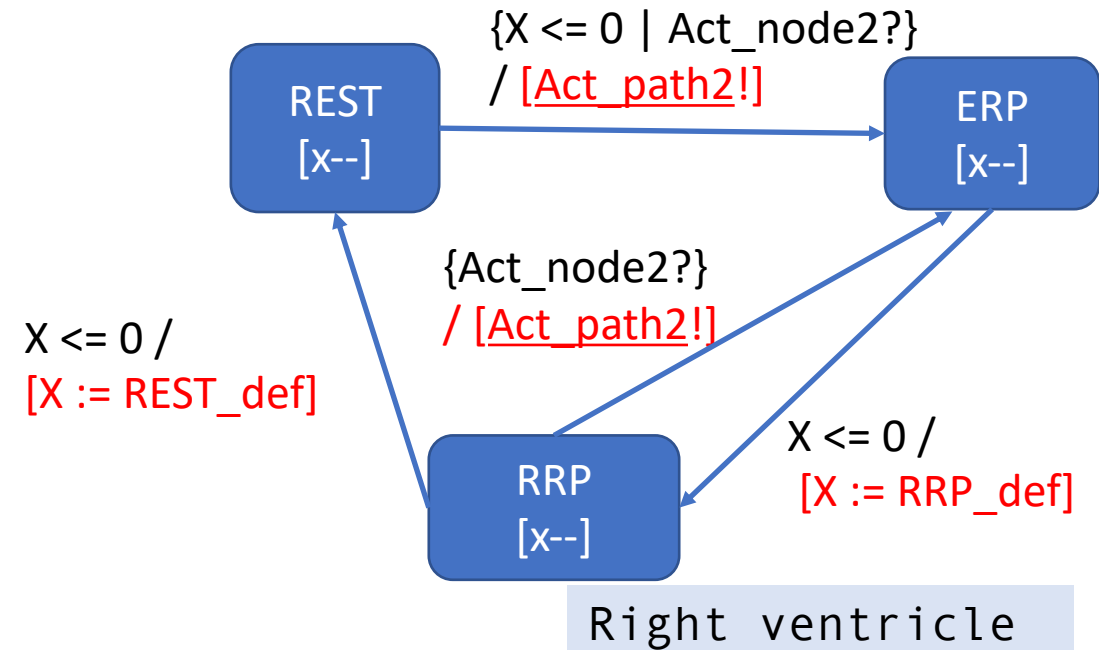 {X <= 0 | Act_node2?}
/ [Act_path2!]
REST
[x--]
ERP
[x--]
{Act_node2?}
/ [Act_path2!]
X <= 0 /
[X := REST_def]
X <= 0 /
[X := RRP_def]
RRP
[x--]
Right ventricle